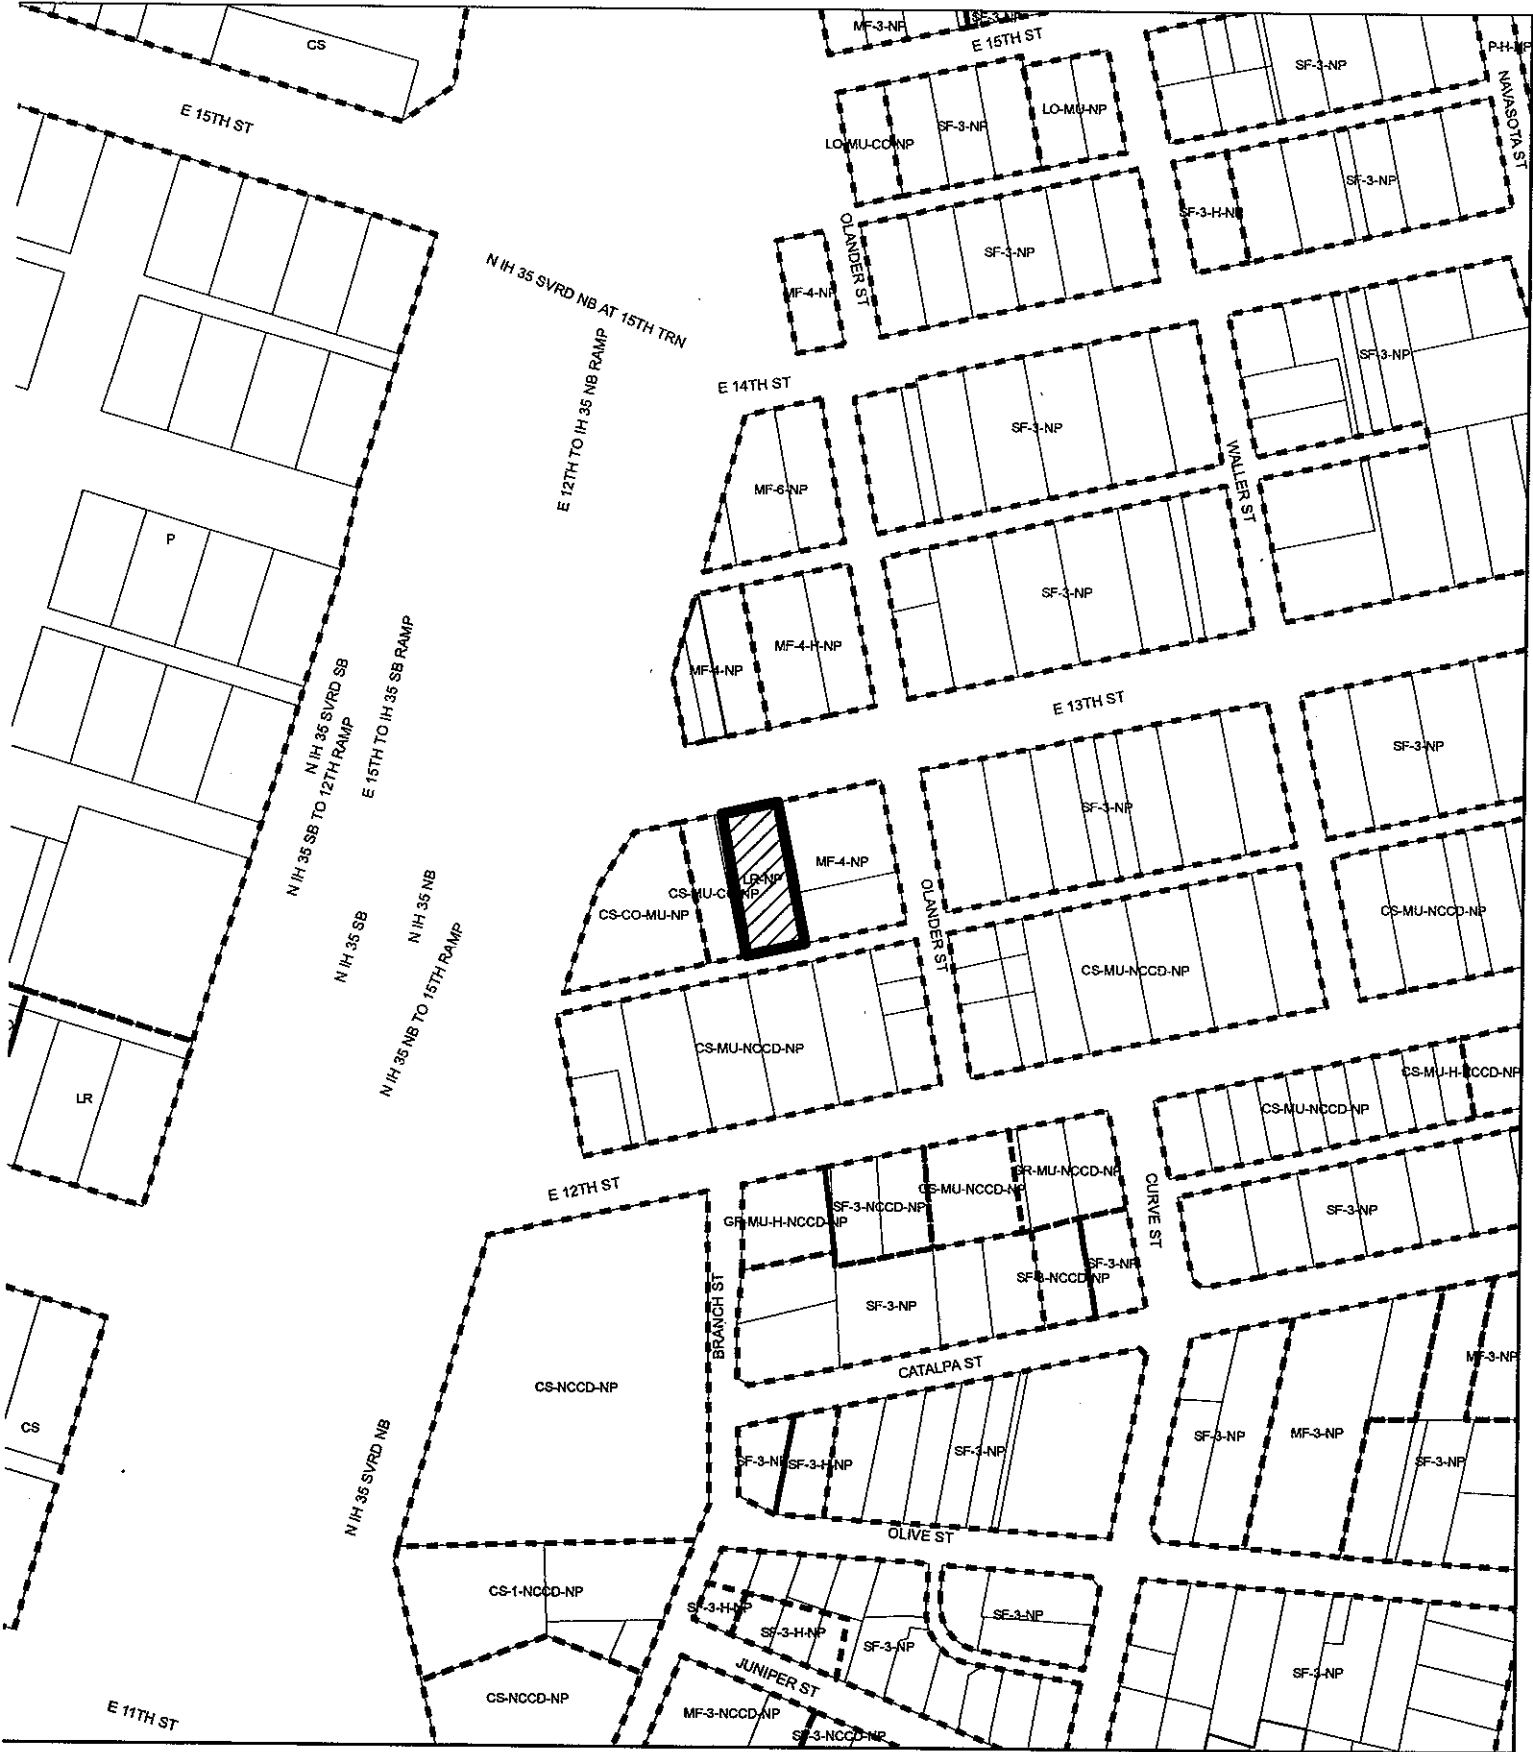 MF-3-NP
SF-3-NP
CS
E 15TH ST
P-H-NP
SF-3-NP
E 15TH ST
LO-MU-NP
NAVASOTA ST
SF-3-NP
LO-MU-CO-NP
SF-3-NP
SF-3-H-NP
OLANDER ST
SF-3-NP
N IH 35 SVRD NB AT 15TH TRN
MF-4-NP
E 12TH TO IH 35 NB RAMP
SF-3-NP
E 14TH ST
SF-3-NP
WALLER ST
MF-6-NP
P
SF-3-NP
MF-4-H-NP
MF-4-NP
N IH 35 SVRD SB
E 15TH TO IH 35 SB RAMP
E 13TH ST
SF-3-NP
N IH 35 SB TO 12TH RAMP
SF-3-NP
MF-4-NP
LR-NP
CS-MU-CO-NP
N IH 35 NB
CS-CO-MU-NP
CS-MU-NCCD-NP
OLANDER ST
N IH 35 SB
CS-MU-NCCD-NP
N IH 35 NB TO 15TH RAMP
CS-MU-NCCD-NP
CS-MU-H-NCCD-NP
LR
CS-MU-NCCD-NP
GR-MU-NCCD-NP
CS-MU-NCCD-NP
E 12TH ST
SF-3-NCCD-NP
CURVE ST
SF-3-NP
GR-MU-H-NCCD-NP
SF-3-NP
SF-3-NCCD-NP
SF-3-NP
BRANCH ST
CATALPA ST
MF-3-NP
CS-NCCD-NP
CS
SF-3-NP
MF-3-NP
SF-3-NP
SF-3-NP
SF-3-H-NP
SF-3-NP
N IH 35 SVRD NB
OLIVE ST
CS-1-NCCD-NP
SF-3-H-NP
SF-3-NP
SF-3-H-NP
SF-3-NP
SF-3-NP
JUNIPER ST
CS-NCCD-NP
MF-3-NCCD-NP
E 11TH ST
SF-3-NCCD-NP